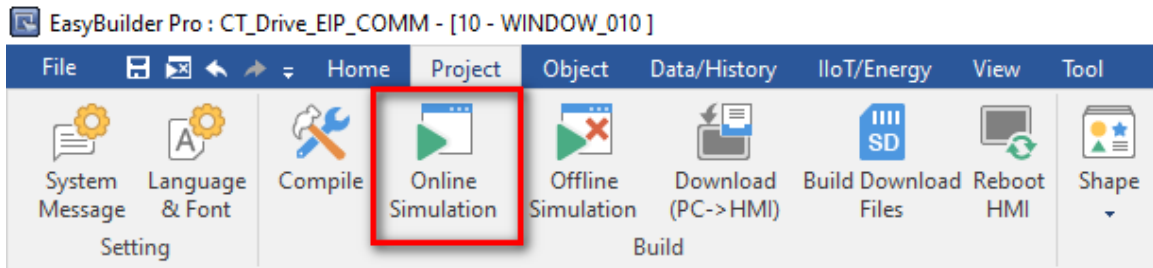 EasyBuilder Pro : CT_Drive_EIP_COMM - [10 - WINDOW_010 ]
File Home Project Object Data/History IIoT/Energy View Tool
SD
System Language Compile Online Offline Download Build Download Reboot Shape
Message & Font Simulation Simulation (PC->HMI) Files HMI
Setting Build